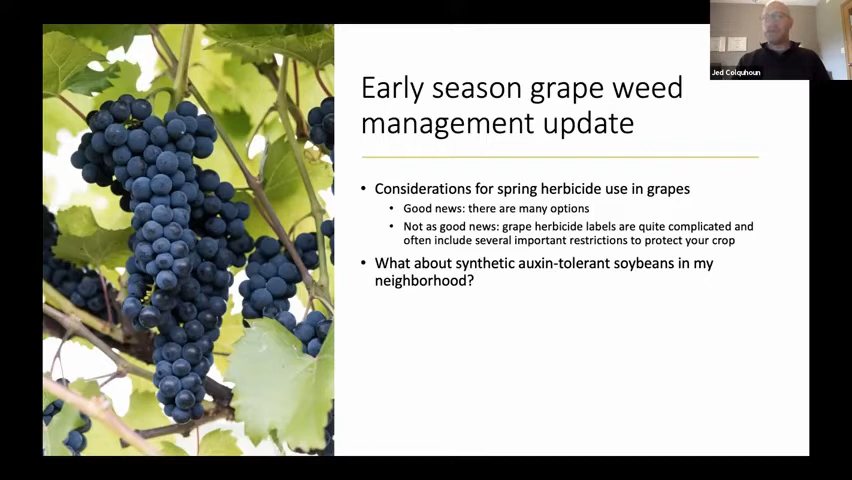 Jed Colquhoun
Early season grape weed
management update
• Considerations for spring herbicide use in grapes
• Good news: there are many options
• Not as good news: grape herbicide labels are quite complicated and
often include several important restrictions to protect your crop
• What about synthetic auxin-tolerant soybeans in my
neighborhood?